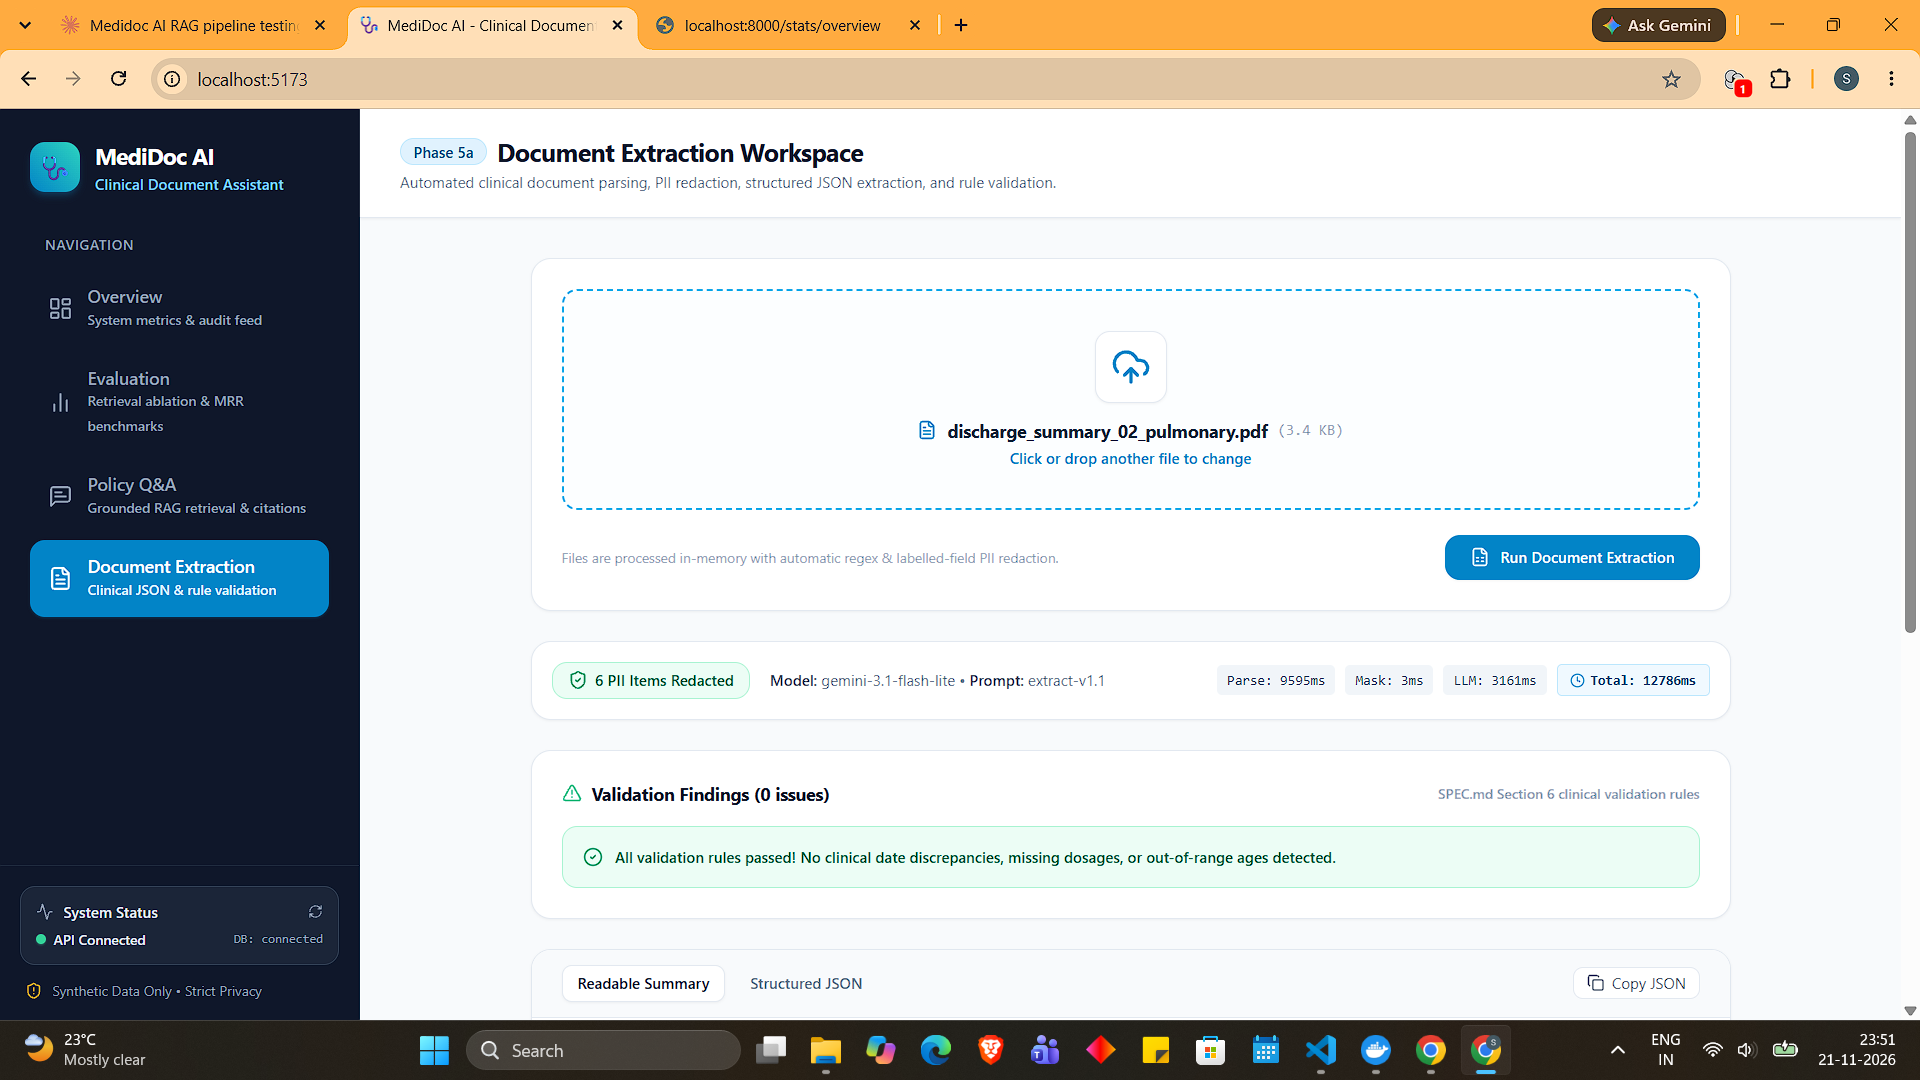 Medidoc AI RAG pipeline testin
MediDoc AI - Clinical Documen
localhost:8000/stats/overview
Ask Gemini
localhost:5173
1
S
MediDoc AI
Clinical Document Assistant
NAVIGATION
Overview
System metrics & audit feed
Evaluation
Retrieval ablation & MRR
benchmarks
Policy Q&A
Grounded RAG retrieval & citations
Document Extraction
Clinical JSON & rule validation
System Status
API Connected
DB: connected
Synthetic Data Only • Strict Privacy
Phase 5a
Document Extraction Workspace
Automated clinical document parsing, PII redaction, structured JSON extraction, and rule validation.
discharge_summary_02_pulmonary.pdf (3.4 KB)
Click or drop another file to change
Files are processed in-memory with automatic regex & labelled-field PII redaction.
Run Document Extraction
6 PII Items Redacted
Model: gemini-3.1-flash-lite • Prompt: extract-v1.1
Parse: 9595ms
Mask: 3ms
LLM: 3161ms
Total: 12786ms
Validation Findings (0 issues)
SPEC.md Section 6 clinical validation rules
All validation rules passed! No clinical date discrepancies, missing dosages, or out-of-range ages detected.
Readable Summary
Structured JSON
Copy JSON
23°C
Mostly clear
Search
ENG
IN
23:51
21-11-2026